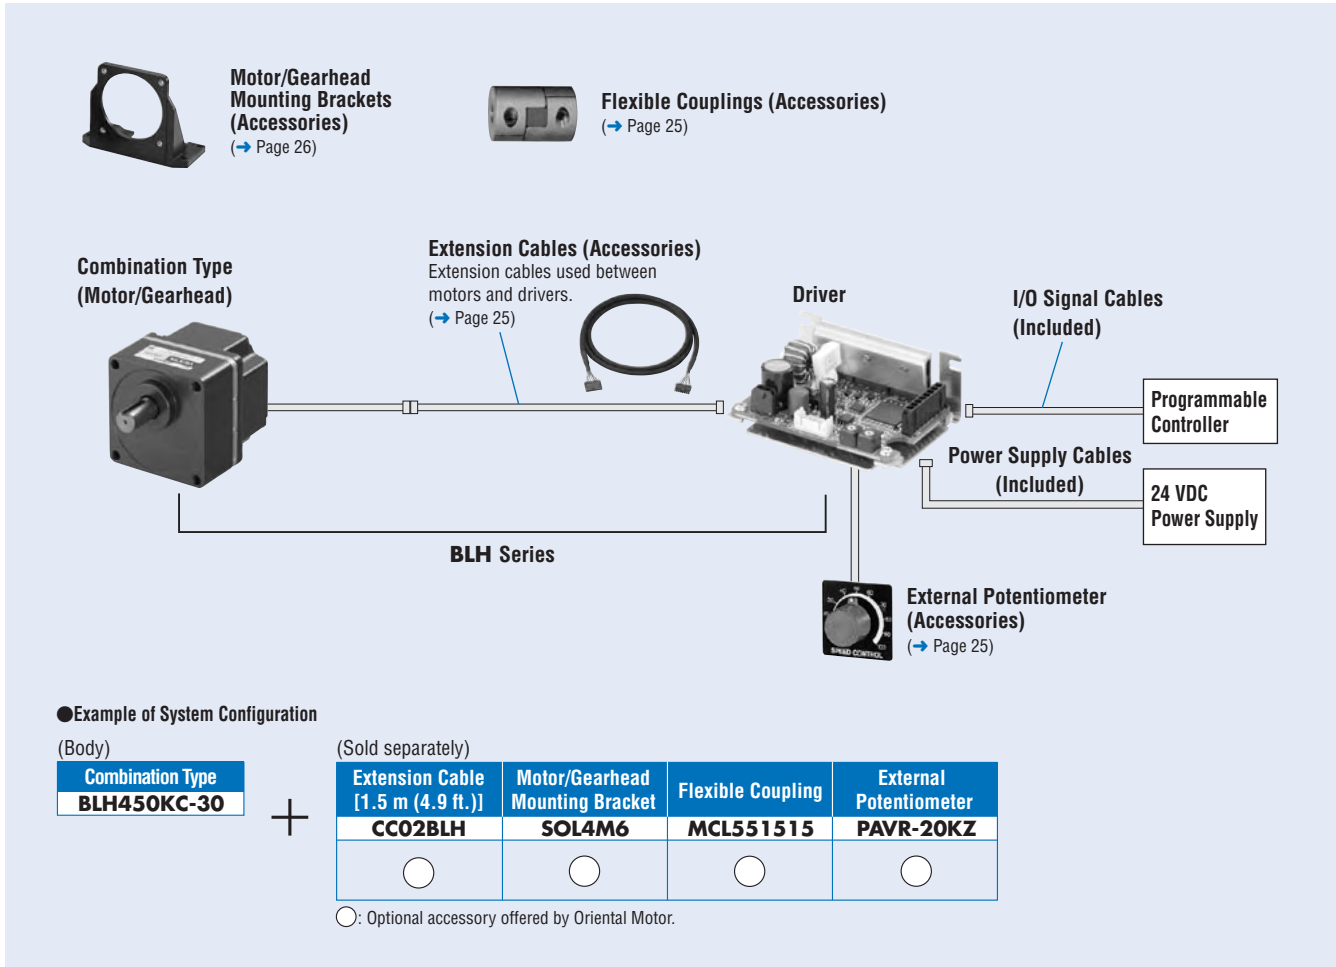 Motor/Gearhead
Mounting Brackets
(Accessories)
(➜ Page 26)
Flexible Couplings (Accessories)
(➜ Page 25)
Combination Type
(Motor/Gearhead)
Extension Cables (Accessories)
Extension cables used between
motors and drivers.
(➜ Page 25)
Driver
I/O Signal Cables
(Included)
Programmable
Controller
Power Supply Cables
(Included)
24 VDC
Power Supply
BLH Series
External Potentiometer
(Accessories)
(➜ Page 25)
SPEED CONTROL
●Example of System Configuration
(Body)
Combination Type
BLH450KC-30
+
(Sold separately)
Extension Cable
[1.5 m (4.9 ft.)]
Motor/Gearhead
Mounting Bracket
Flexible Coupling
External
Potentiometer
CC02BLH
SOL4M6
MCL551515
PAVR-20KZ
○ ○ ○ ○
○: Optional accessory offered by Oriental Motor.